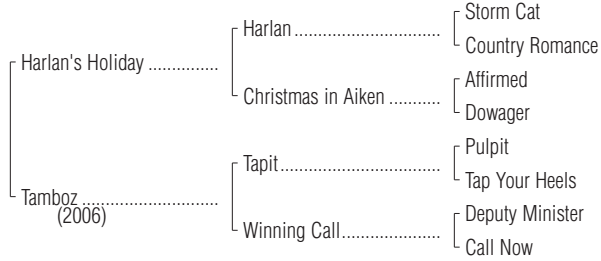 Storm Cat
Harlan ....................................
Country Romance
Harlan's Holiday ...............
Affirmed
Christmas in Aiken ...........
Dowager
Pulpit
Tapit.......................................
Tap Your Heels
Tamboz .............................
(2006)
Deputy Minister
Winning Call.....................
Call Now